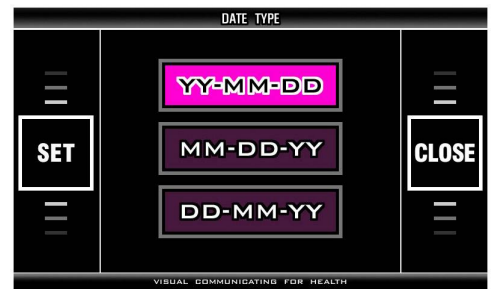 DATE TYPE
YY-MM-DD
SET
MM-DD-YY
CLOSE
DD-MM-YY
VISUAL COMMUNICATING FOR HEALTH